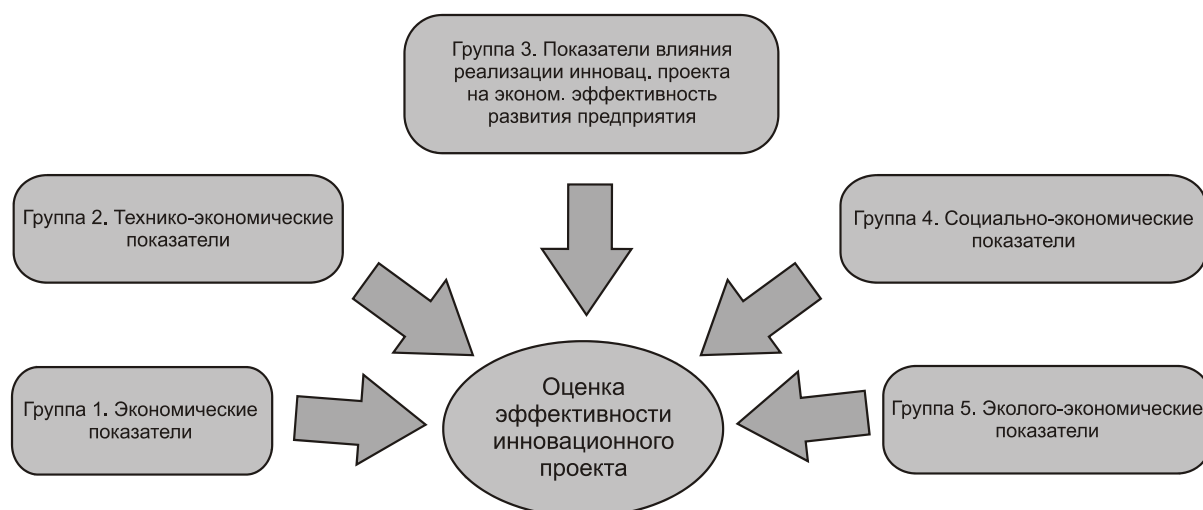 Группа 3. Показатели влияния
реализации инновац. проекта
на эконом. эффективность
развития предприятия
Группа 2. Технико-экономические
показатели
Группа 4. Социально-экономические
показатели
Группа 1. Экономические
показатели
Оценка
эффективности
инновационного
проекта
Группа 5. Эколого-экономические
показатели